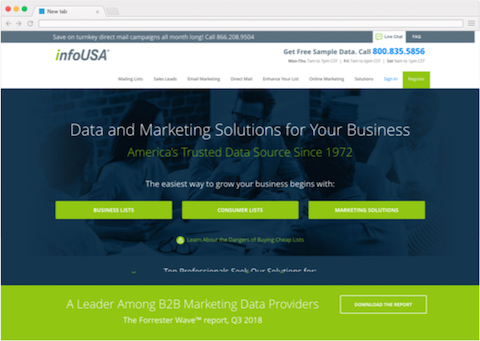 New tab
Save on turnkey direct mail campaigns all month long! Call 866.208.9504
Live Chat
FAQ
infoUSA®
Get Free Sample Data. Call 800.835.5856
Mon-Thu 7am to 7pm CST | Fri 7am to 6pm CST | Sat 9am to 1pm CST
Mailing Lists Sales Leads Email Marketing Direct Mail Enhance Your List Online Marketing Solutions Sign In Register
Data and Marketing Solutions for Your Business
America's Trusted Data Source Since 1972
The easiest way to grow your business begins with:
BUSINESS LISTS CONSUMER LISTS MARKETING SOLUTIONS
Learn About the Dangers of Buying Cheap Lists
Top Professionals Seek Our Solutions for:
A Leader Among B2B Marketing Data Providers
DOWNLOAD THE REPORT
The Forrester Wave™ report, Q3 2018